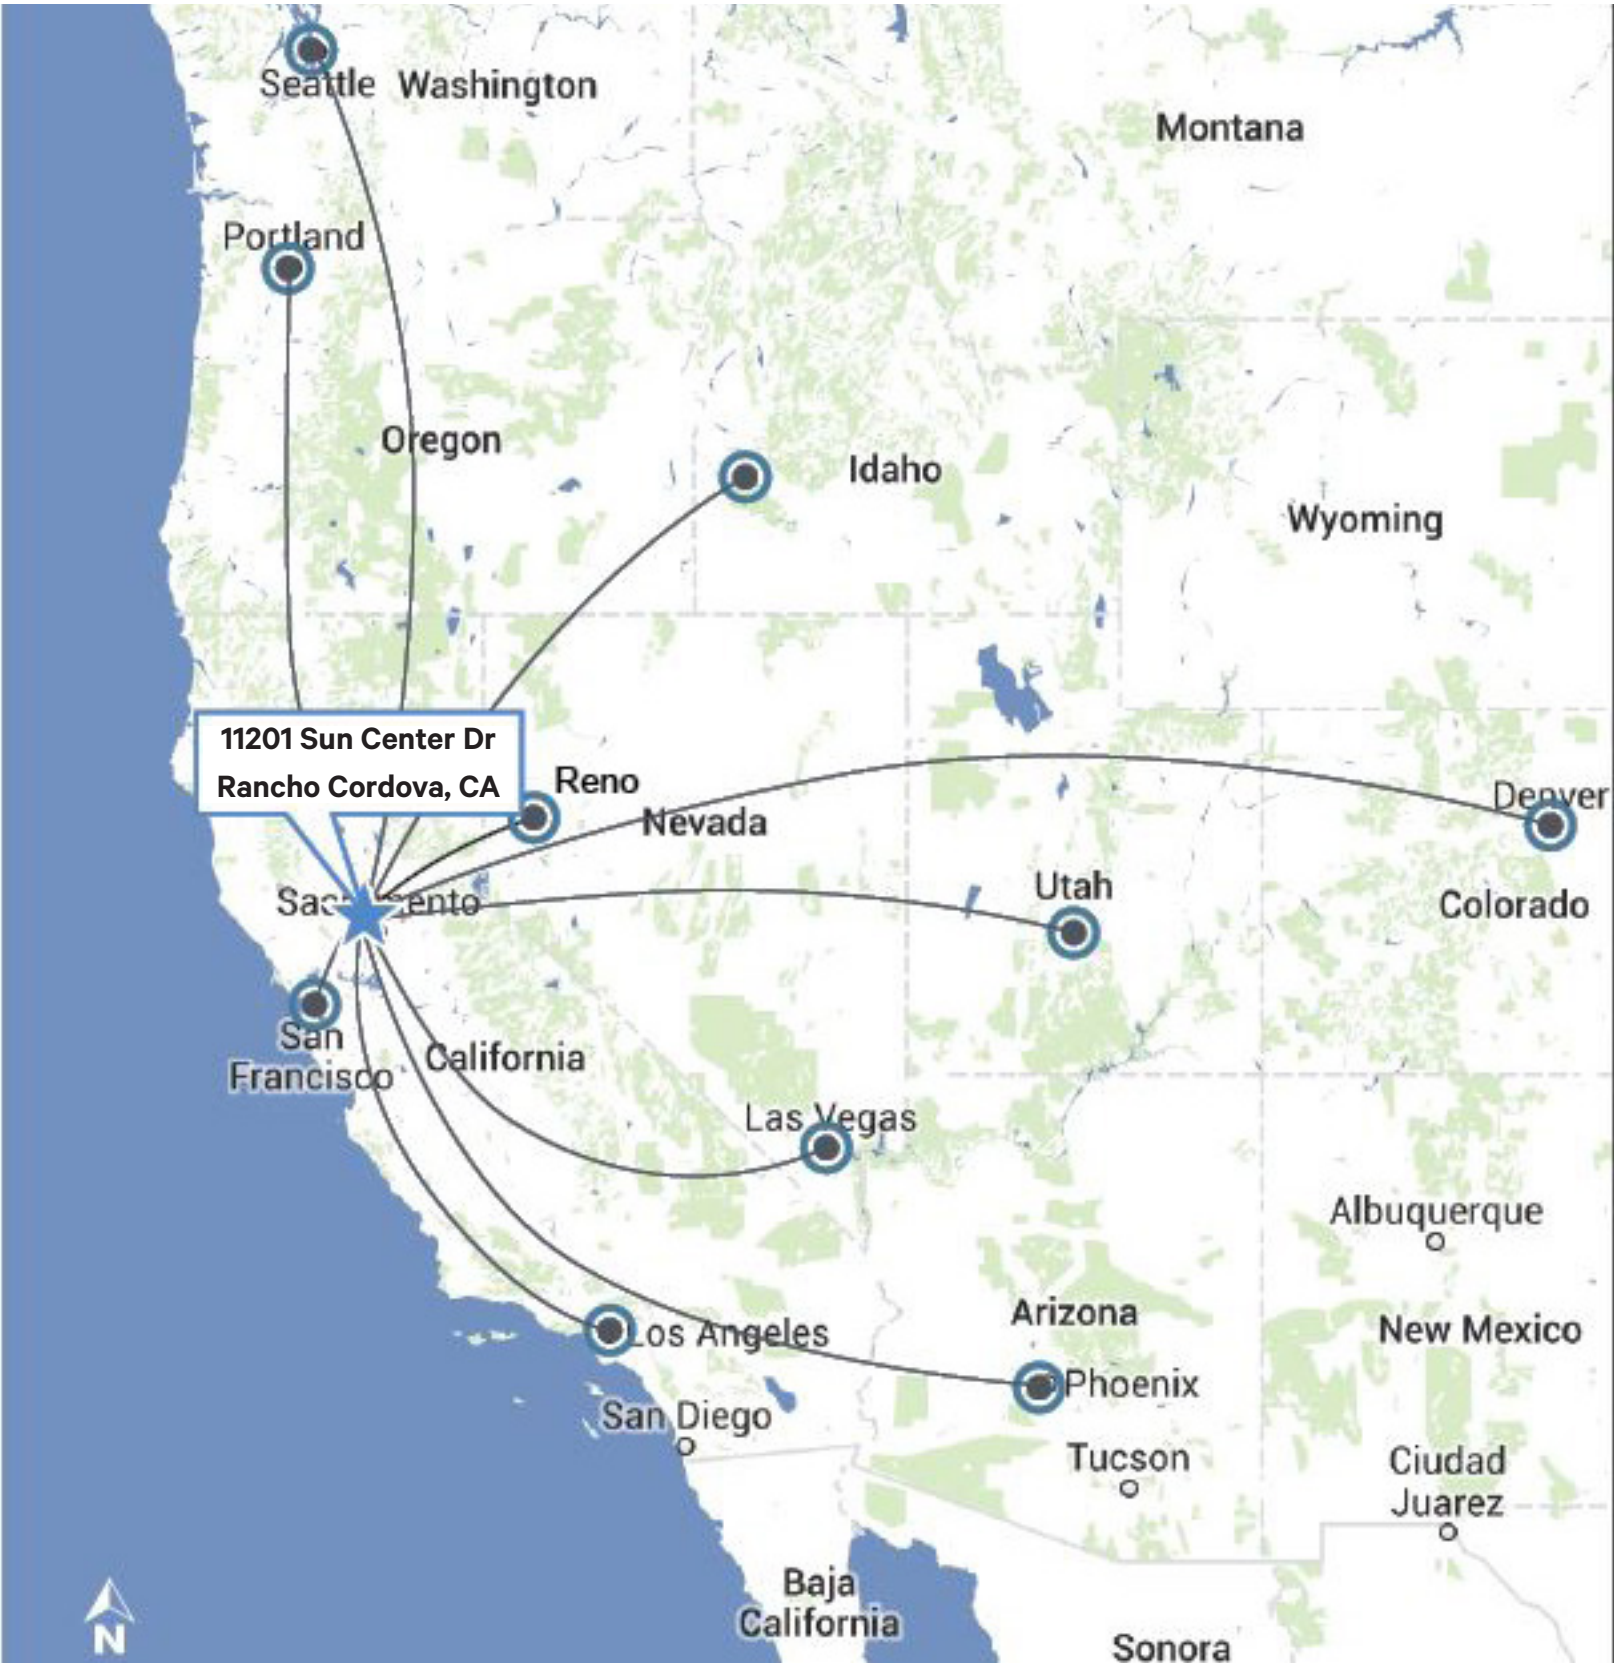 Seattle
Washington
Montana
Portland
Oregon
Idaho
Wyoming
11201 Sun Center Dr
Rancho Cordova, CA
Reno
Nevada
Denver
Utah
Colorado
San
Francisco
California
Las Vegas
Albuquerque
Arizona
New Mexico
Los Angeles
Phoenix
San Diego
Tucson
Ciudad
Juarez
Baja
California
Sonora
N